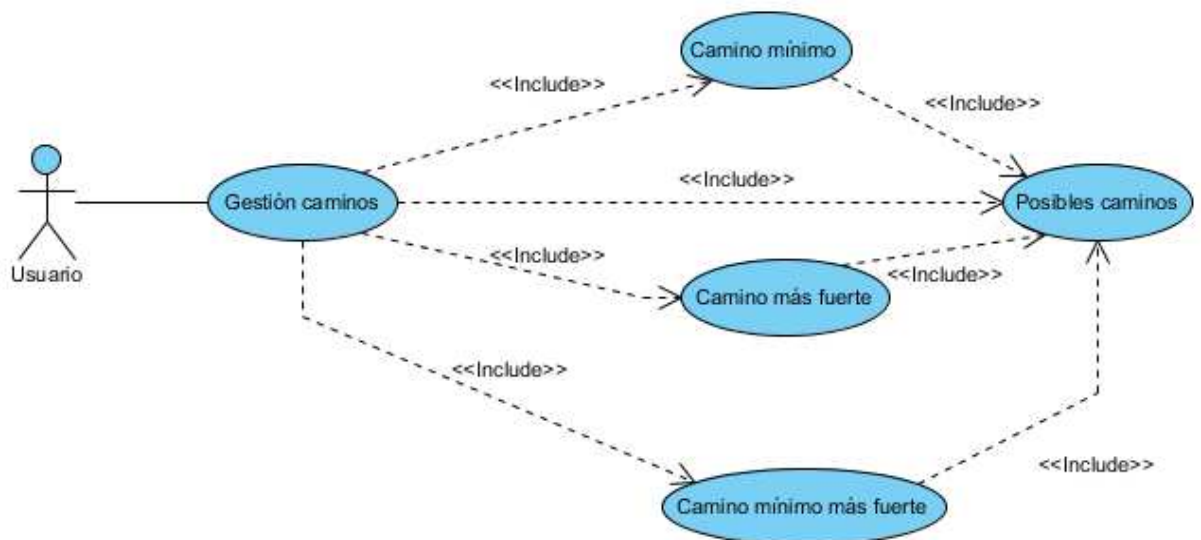 Camino mínimo
<<Include>>
<<Include>>
<<Include>>
Gestión caminos
Posibles caminos
Usuario
<<Include>>
<<Include>>
Camino más fuerte
<<Include>>
<<Include>>
Camino mínimo más fuerte